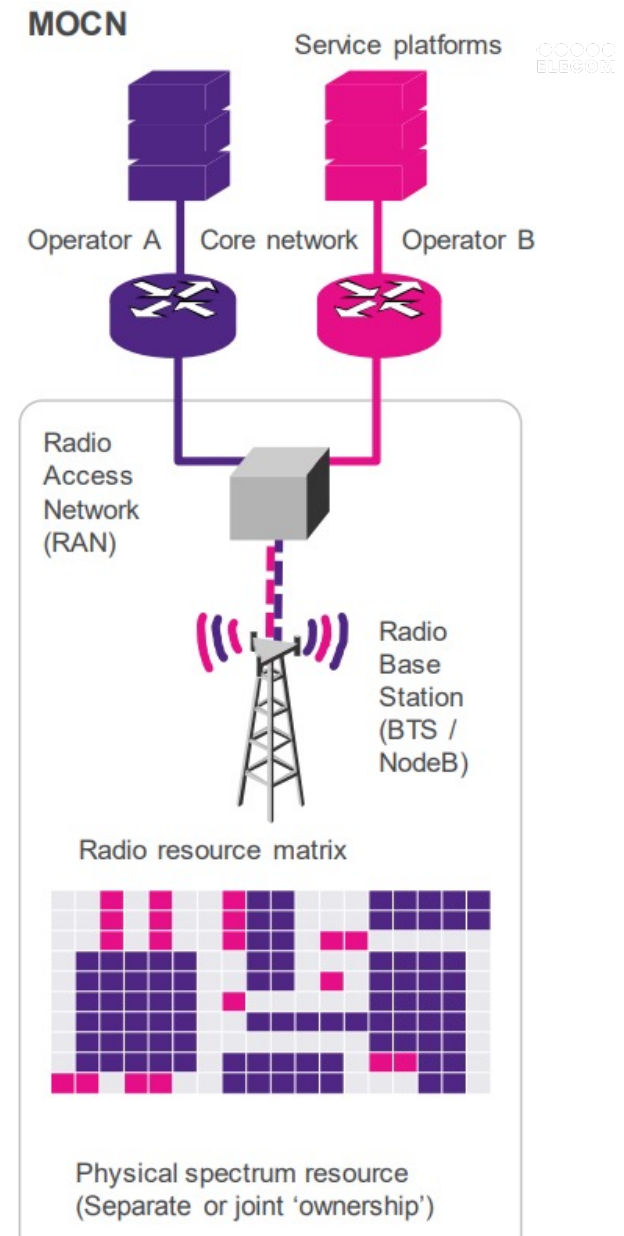 MOCN
Service platforms
Operator A
Core network
Operator B
Radio
Access
Network
(RAN)
Radio
Base
Station
(BTS /
NodeB)
Radio resource matrix
Physical spectrum resource
(Separate or joint ‘ownership’)